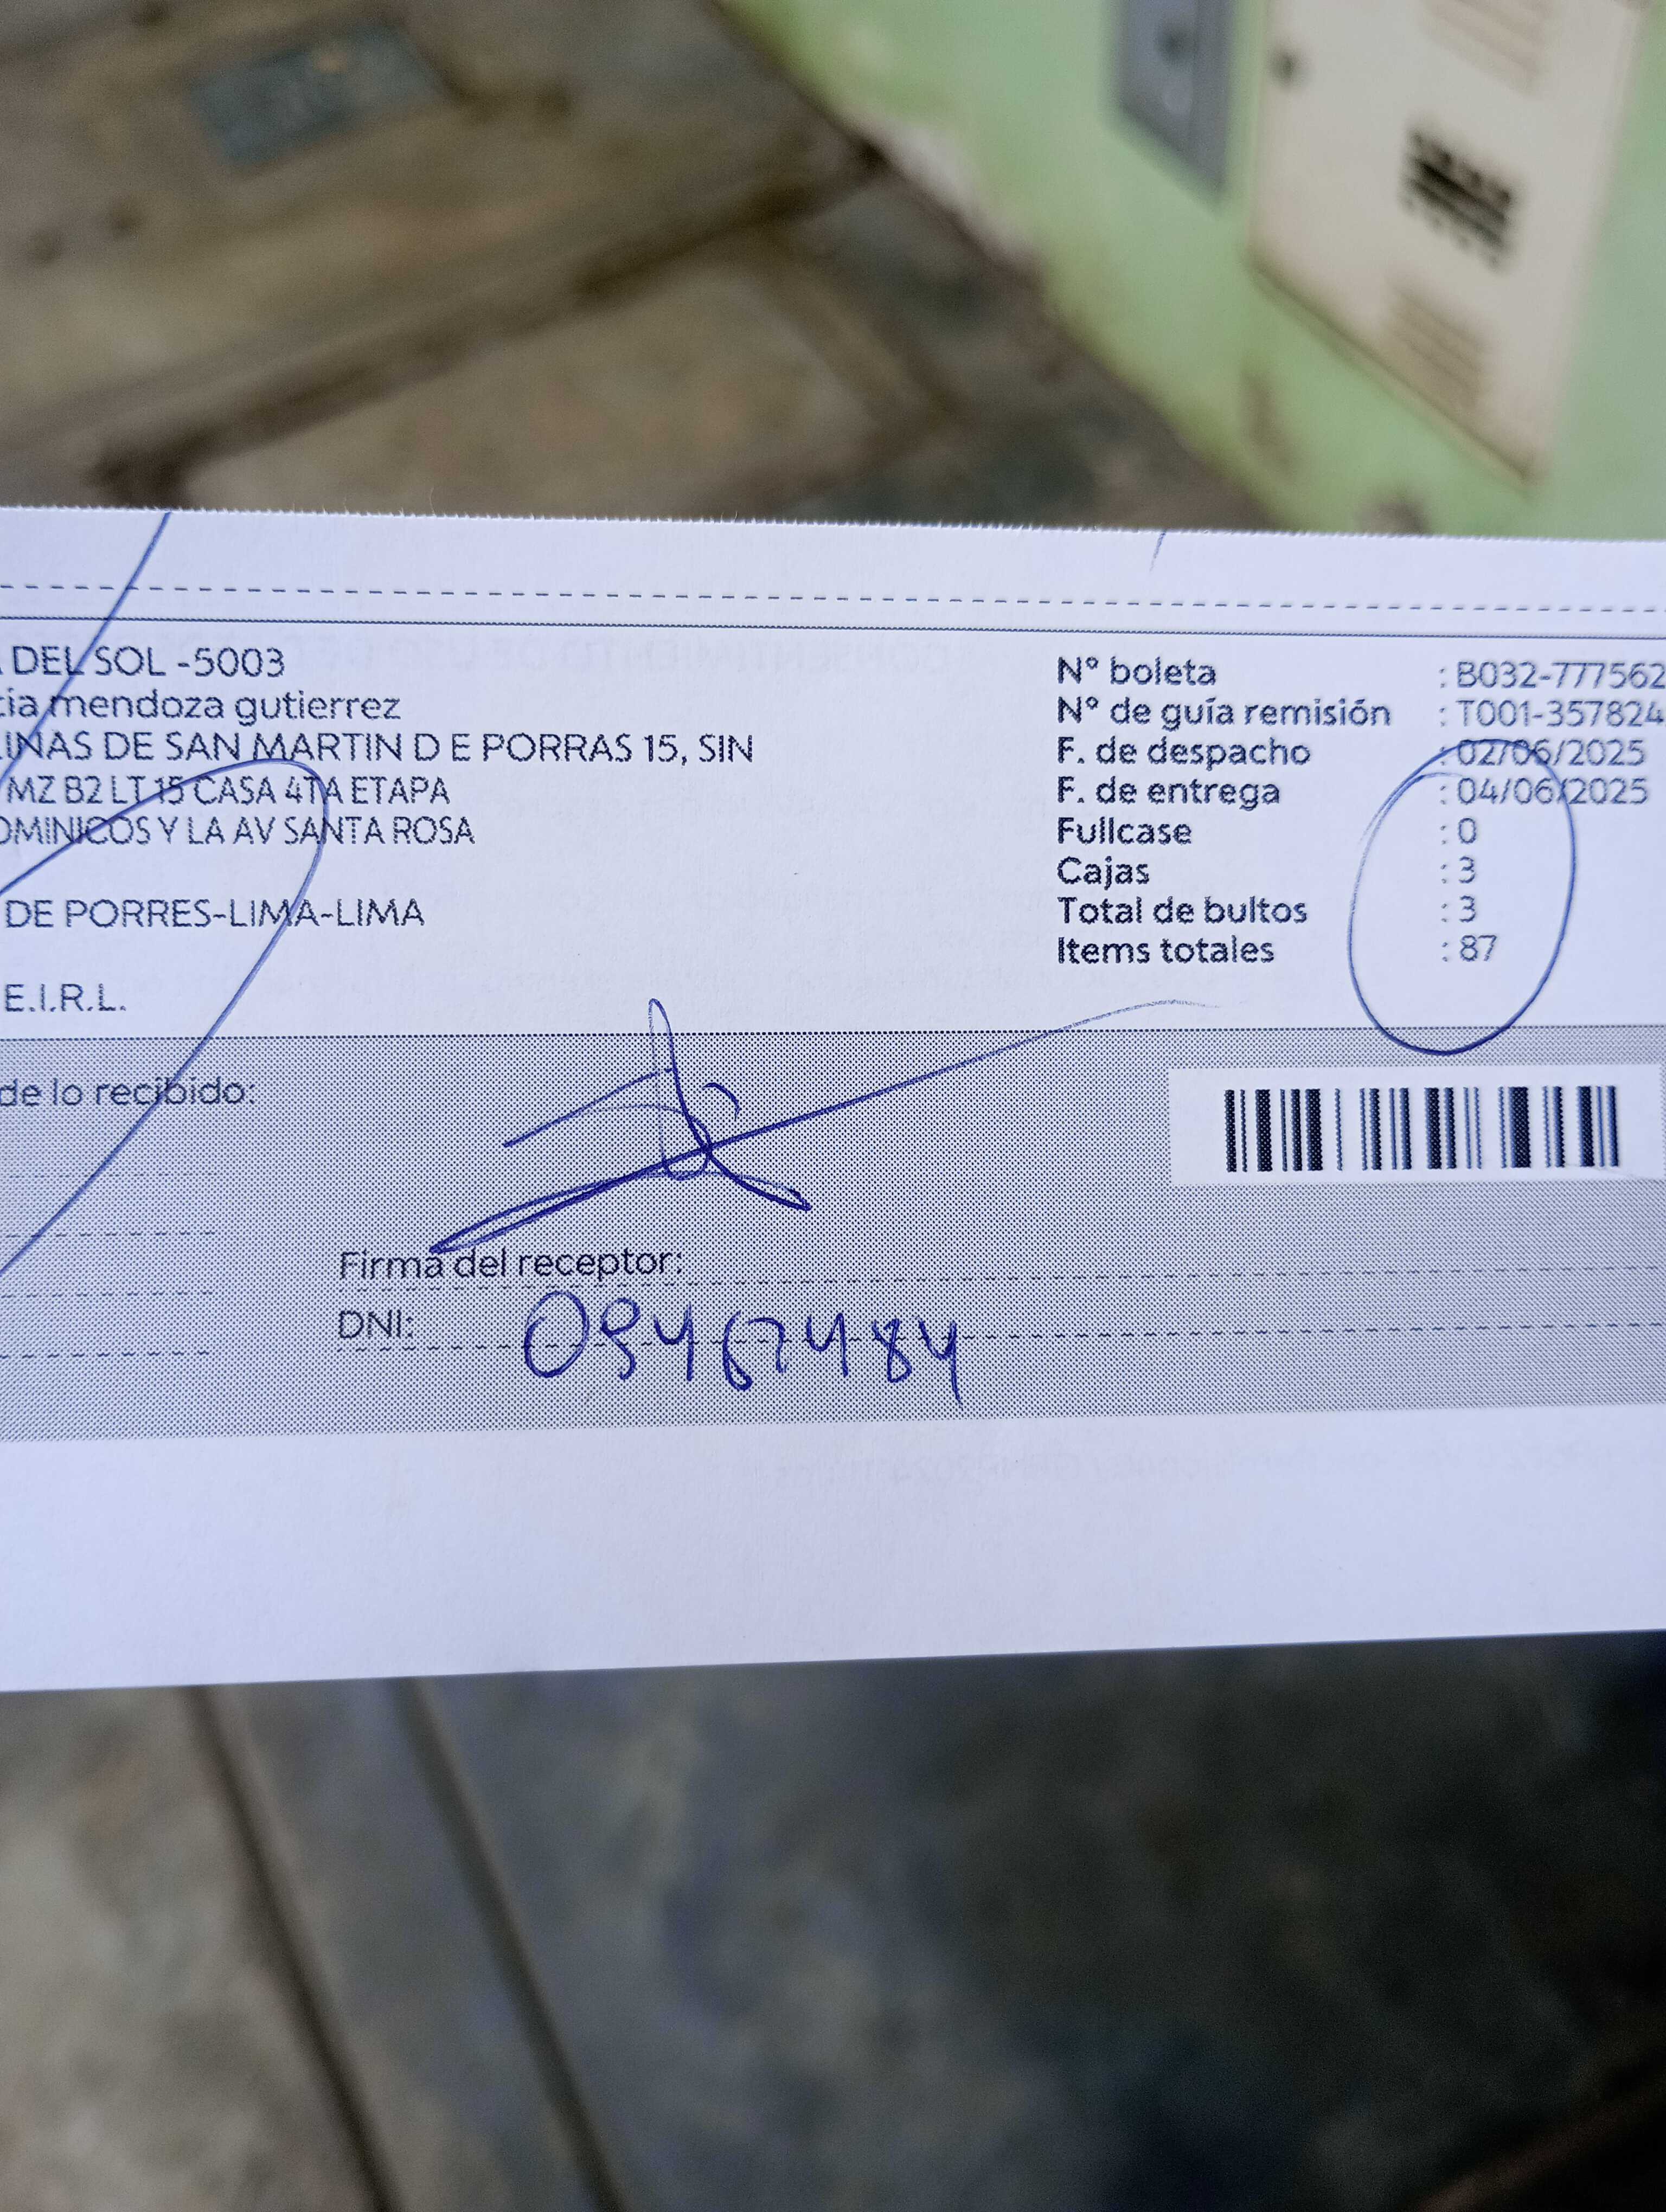 DEL SOL -5003
cia mendoza gutierrez
LINAS DE SAN MARTIN D E PORRAS 15, SIN
MZ B2 LT 15 CASA 4TA ETAPA
OMINICOS Y LA AV SANTA ROSA
DE PORRES-LIMA-LIMA
E.I.R.L.
N° boleta : B032-777562
N° de guía remisión : T001-357824
F. de despacho : 02/06/2025
F. de entrega : 04/06/2025
Fullcase : 0
Cajas : 3
Total de bultos : 3
Items totales : 87
de lo recibido:
Firma del receptor:
DNI: 09467484